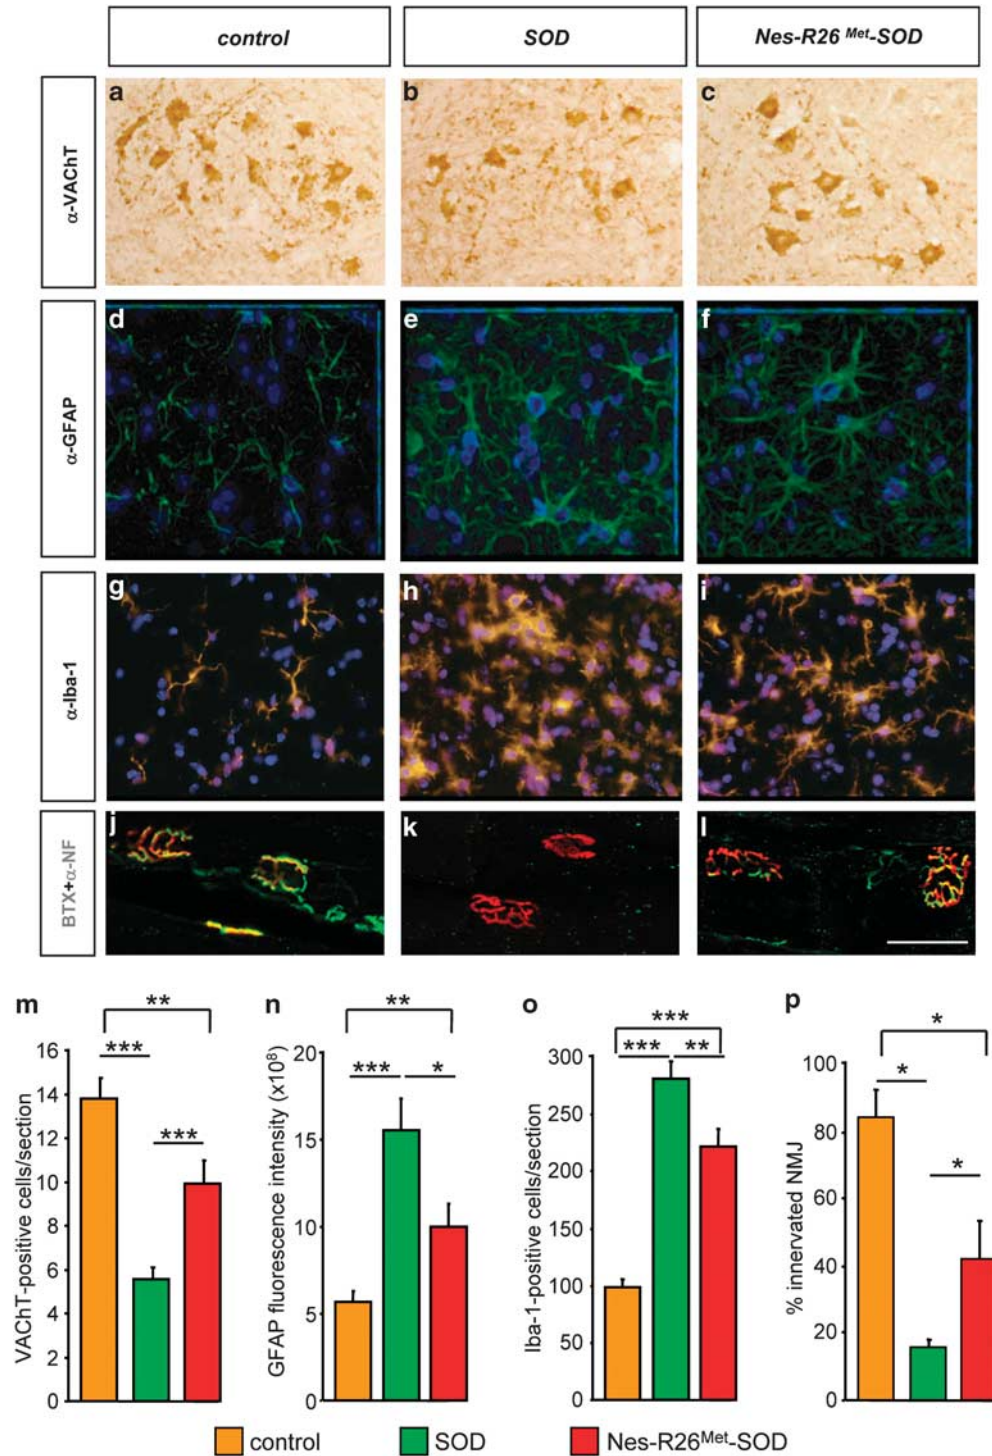 control SOD Nes-R26 Met-SOD
α-VAChT
a b c
α-GFAP
d e f
α-Iba-1
g h i
BTX+α-NF
j k l
m
**
***
***
VAChT-positive cells/section
16
14
12
10
8
6
4
2
0
n
**
***
*
GFAP fluorescence intensity (x10⁸)
20
15
10
5
0
o
***
***
**
Iba-1-positive cells/section
300
250
200
150
100
50
0
p
*
*
*
% innervated NMJ
100
80
60
40
20
0
control SOD Nes-R26Met-SOD